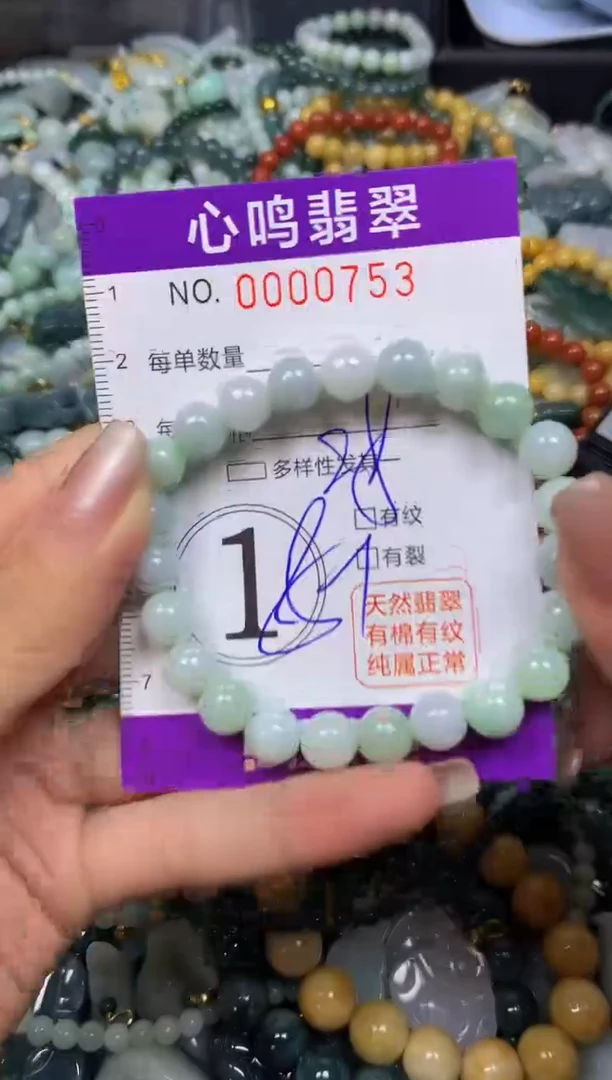 心鸣翡翠
NO. 0000753
1
2
每单数量
每
多样性发
有纹
有裂
1
天然翡翠
有棉有纹
纯属正常
7